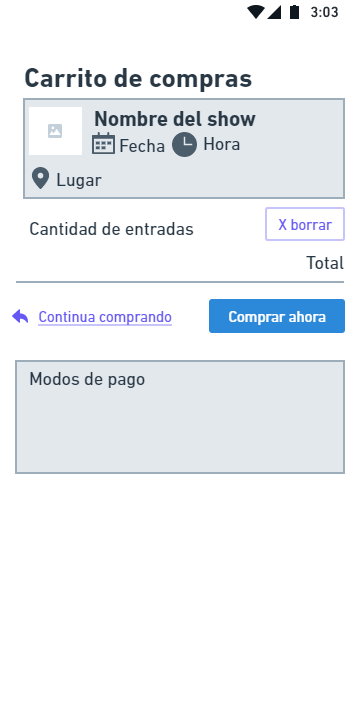 3:03
Carrito de compras
Nombre del show
Fecha Hora
Lugar
Cantidad de entradas X borrar
Total
Continua comprando Comprar ahora
Modos de pago